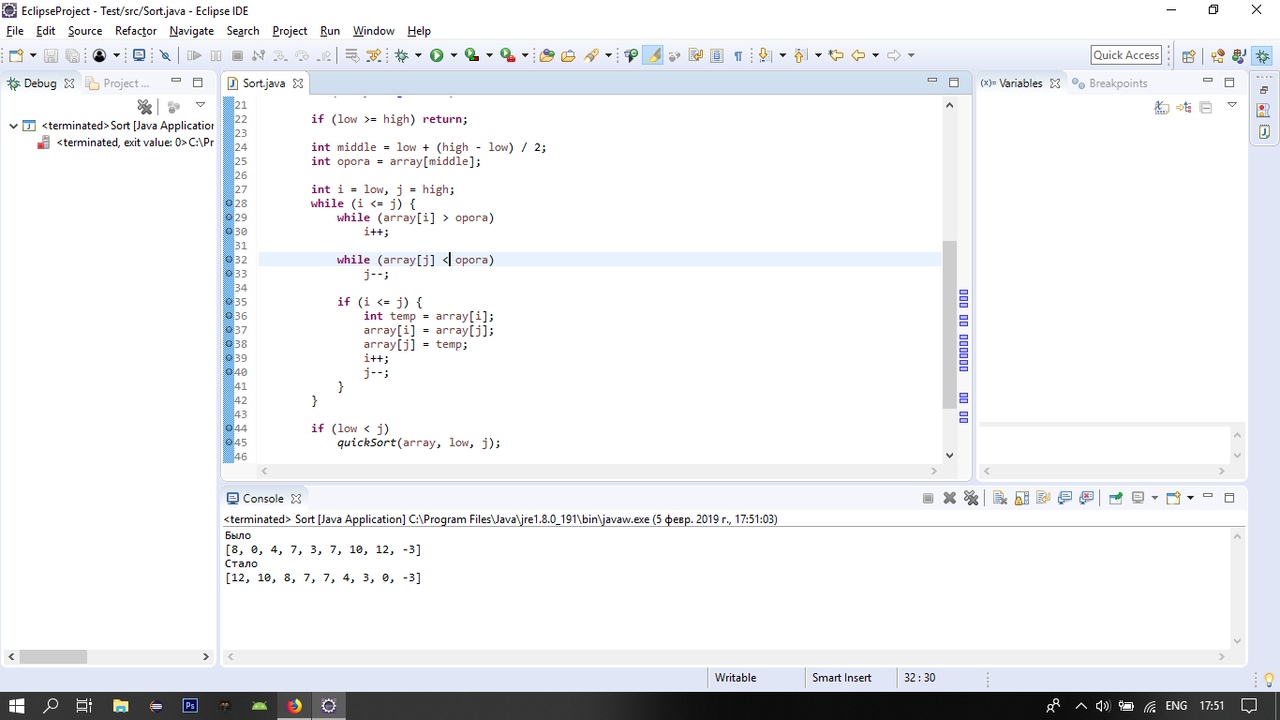 EclipseProject - Test/src/Sort.java - Eclipse IDE
File Edit Source Refactor Navigate Search Project Run Window Help
Quick Access
Debug Project ... Sort.java (x)= Variables Breakpoints
<terminated>Sort [Java Application
<terminated, exit value: 0>C:\Pr
21
22 if (low >= high) return;
23
24 int middle = low + (high - low) / 2;
25 int opora = array[middle];
26
27 int i = low, j = high;
28 while (i <= j) {
29 while (array[i] > opora)
30 i++;
31
32 while (array[j] < opora)
33 j--;
34
35 if (i <= j) {
36 int temp = array[i];
37 array[i] = array[j];
38 array[j] = temp;
39 i++;
40 j--;
41 }
42 }
43
44 if (low < j)
45 quickSort(array, low, j);
46
Console
<terminated> Sort [Java Application] C:\Program Files\Java\jre1.8.0_191\bin\javaw.exe (5 февр. 2019 г., 17:51:03)
Было
[8, 0, 4, 7, 3, 7, 10, 12, -3]
Стало
[12, 10, 8, 7, 7, 4, 3, 0, -3]
Writable Smart Insert 32 : 30
Ps ENG 17:51